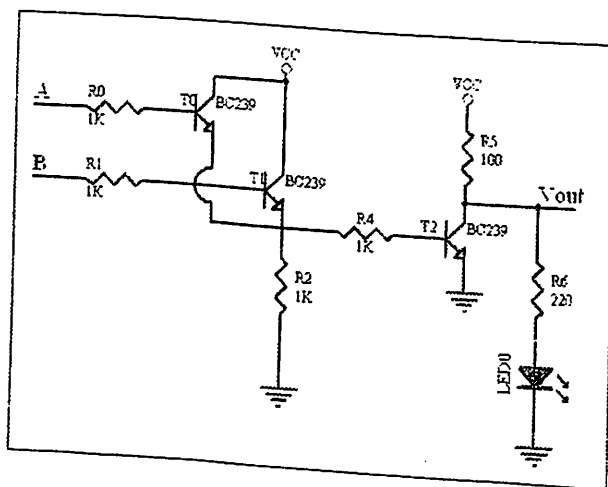 VCC
VCC
A
R0
1K
T0
BC239
R5
100
B
R1
1K
T1
BC239
Vout
R4
1K
T2
BC239
R2
1K
R6
220
LED0